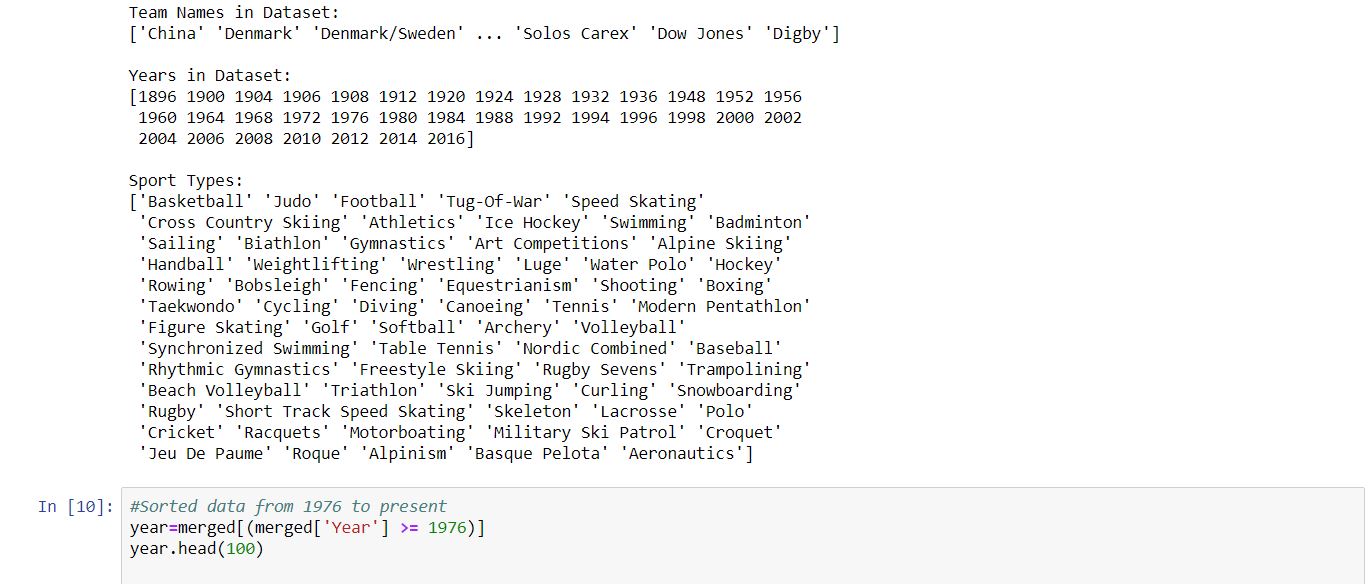 Team Names in Dataset:
['China' 'Denmark' 'Denmark/Sweden' ... 'Solos Carex' 'Dow Jones' 'Digby']
Years in Dataset:
[1896 1900 1904 1906 1908 1912 1920 1924 1928 1932 1936 1948 1952 1956
1960 1964 1968 1972 1976 1980 1984 1988 1992 1994 1996 1998 2000 2002
2004 2006 2008 2010 2012 2014 2016]
Sport Types:
['Basketball' 'Judo' 'Football' 'Tug-Of-War' 'Speed Skating'
'Cross Country Skiing' 'Athletics' 'Ice Hockey' 'Swimming' 'Badminton'
'Sailing' 'Biathlon' 'Gymnastics' 'Art Competitions' 'Alpine Skiing'
'Handball' 'Weightlifting' 'Wrestling' 'Luge' 'Water Polo' 'Hockey'
'Rowing' 'Bobsleigh' 'Fencing' 'Equestrianism' 'Shooting' 'Boxing'
'Taekwondo' 'Cycling' 'Diving' 'Canoeing' 'Tennis' 'Modern Pentathlon'
'Figure Skating' 'Golf' 'Softball' 'Archery' 'Volleyball'
'Synchronized Swimming' 'Table Tennis' 'Nordic Combined' 'Baseball'
'Rhythmic Gymnastics' 'Freestyle Skiing' 'Rugby Sevens' 'Trampolining'
'Beach Volleyball' 'Triathlon' 'Ski Jumping' 'Curling' 'Snowboarding'
'Rugby' 'Short Track Speed Skating' 'Skeleton' 'Lacrosse' 'Polo'
'Cricket' 'Racquets' 'Motorboating' 'Military Ski Patrol' 'Croquet'
'Jeu De Paume' 'Roque' 'Alpinism' 'Basque Pelota' 'Aeronautics']
In [10]: #Sorted data from 1976 to present
year=merged[(merged['Year'] >= 1976)]
year.head(100)